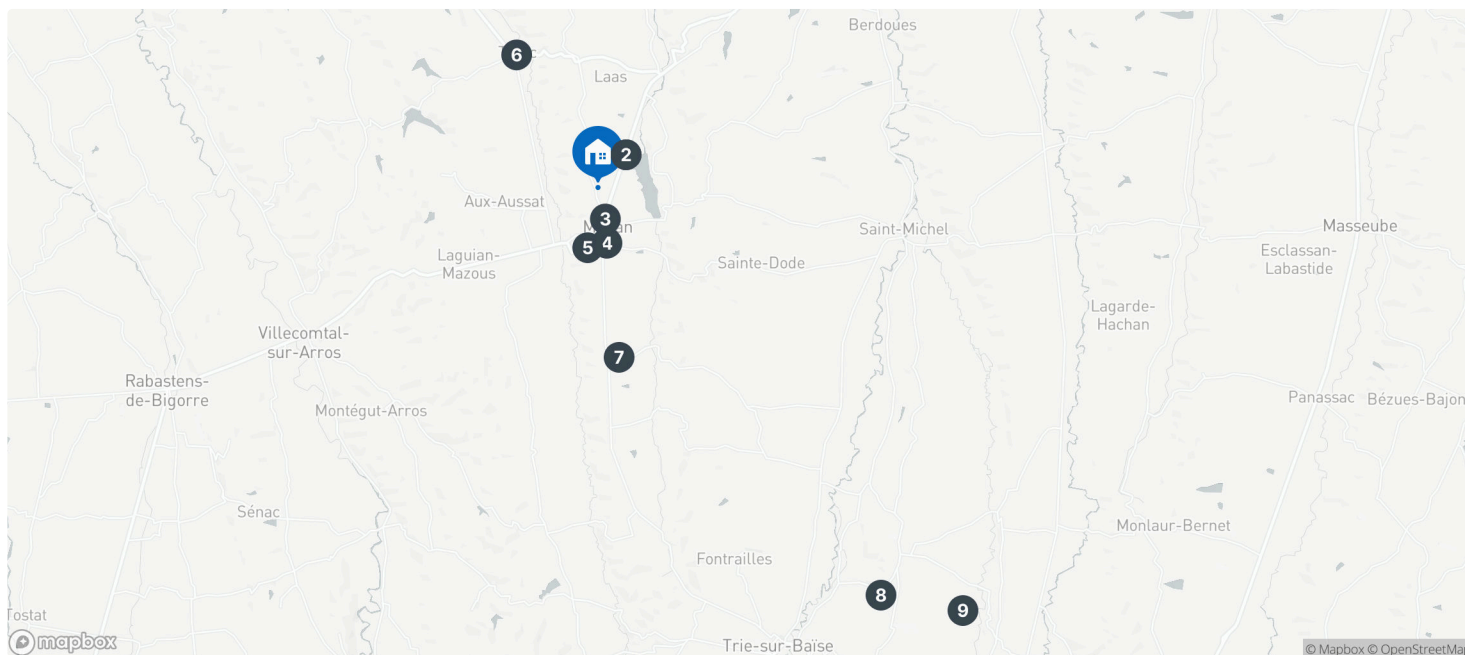 Berdoues
6
Laas
2
Aux-Aussat
3
5
4
Laguian-
Mazous
Sainte-Dode
Saint-Michel
Masseube
Esclassan-
Labastide
Lagarde-
Hachan
Villecomtal-
sur-Arros
7
Rabastens-
de-Bigorre
Montégut-Arros
Panassac
Bézues-Bajon
Sénac
Monlaur-Bernet
Fontrailles
8
9
Tostat
Trie-sur-Baïse
mapbox
© Mapbox © OpenStreetMap